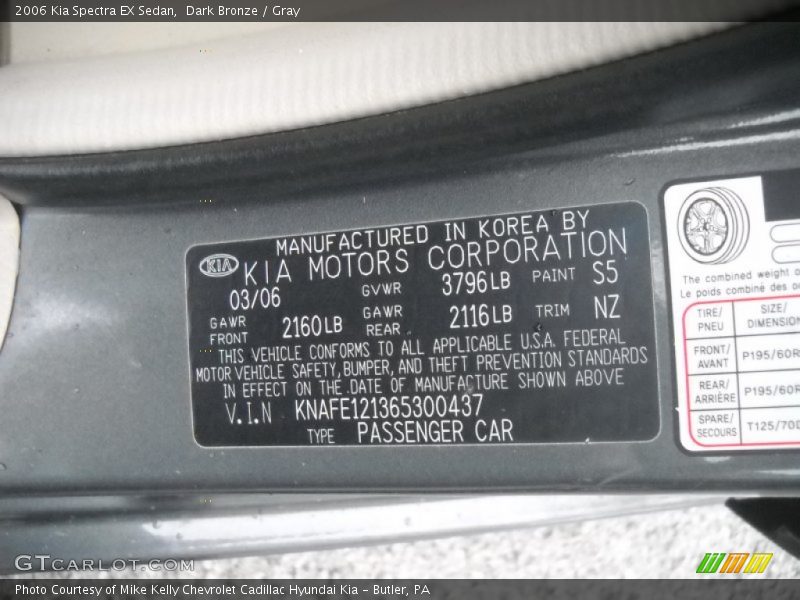 2006 Kia Spectra EX Sedan,  Dark Bronze / Gray
MANUFACTURED IN KOREA BY
KIA KIA MOTORS CORPORATION
03/06 GVWR 3796LB PAINT S5
GAWR FRONT 2160LB GAWR REAR 2116LB TRIM NZ
THIS VEHICLE CONFORMS TO ALL APPLICABLE U.S.A. FEDERAL
MOTOR VEHICLE SAFETY, BUMPER, AND THEFT PREVENTION STANDARDS
IN EFFECT ON THE DATE OF MANUFACTURE SHOWN ABOVE
V.I.N KNAFE121365300437
TYPE PASSENGER CAR
The combined weight o
Le poids combiné des oc
TIRE/ SIZE/
PNEU DIMENSION
FRONT/ P195/60R
AVANT
REAR/ P195/60R
ARRIÈRE
SPARE/ T125/70D
SECOURS
GTCARLOT.COM
Photo Courtesy of Mike Kelly Chevrolet Cadillac Hyundai Kia – Butler, PA